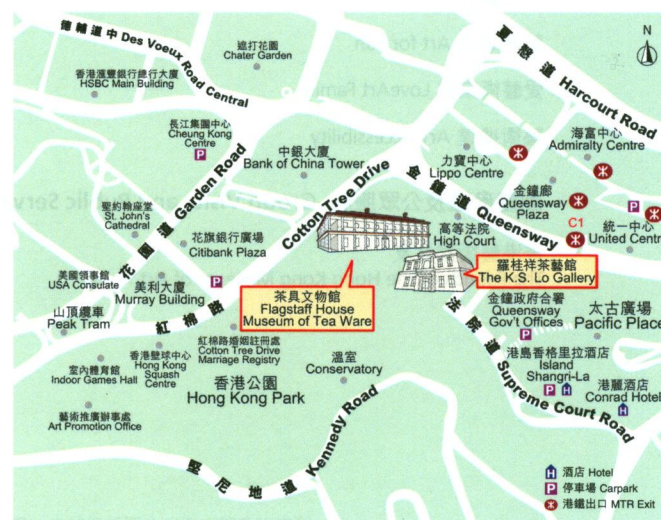 德輔道中 Des Voeux Road Central
遮打花園
Chater Garden
夏慤道 Harcourt Road
N
香港滙豐銀行總行大廈
HSBC Main Building
長江集團中心
Cheung Kong
Centre
P
中銀大廈
Bank of China Tower
力寶中心
Lippo Centre
海富中心
Admiralty Centre
金鐘廊
Queensway
Plaza
P
C1
統一中心
United Cent
花園道 Garden Road
Cotton Tree Drive
金鐘道 Queensway
聖約翰座堂
St. John's
Cathedral
花旗銀行廣場
Citibank Plaza
高等法院
High Court
美國領事館
USA Consulate
美利大廈
Murray Building
P
羅桂祥茶藝館
The K.S. Lo Gallery
茶具文物館
Flagstaff House
Museum of Tea Ware
山頂纜車
Peak Tram
紅棉路
金鐘政府合署
Queensway
Gov't Offices
P
太古廣場
Pacific Place
香港壁球中心
Hong Kong
Squash
Centre
紅棉路婚姻註冊處
Cotton Tree Drive
Marriage Registry
溫室
Conservatory
室內體育館
Indoor Games Hall
香港公園
Hong Kong Park
港島香格里拉酒店
Island
Shangri-La
P H
港麗酒店
Conrad Hotel
H
藝術推廣辦事處
Art Promotion Office
法院道 Supreme Court Road
堅尼地道 Kennedy Road
H 酒店 Hotel
P 停車場 Carpark
港鐵出口 MTR Exit